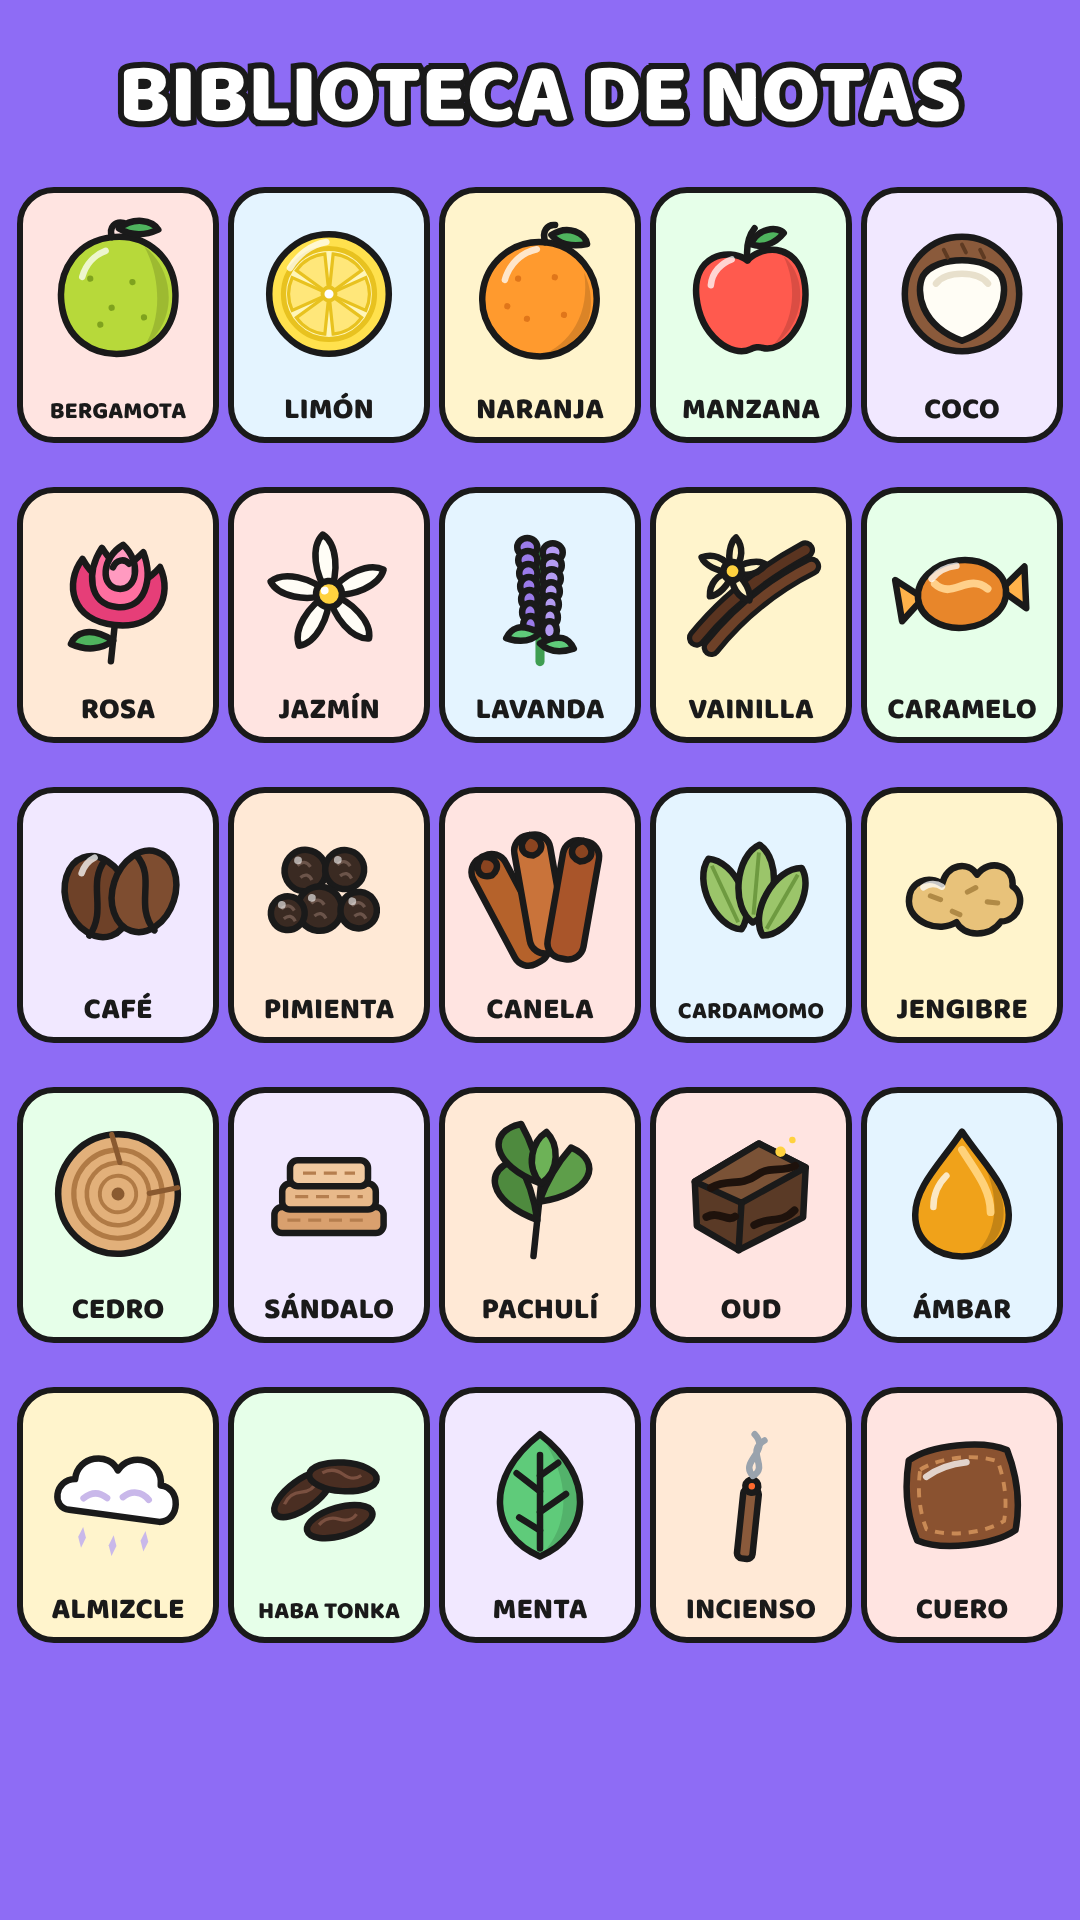 BIBLIOTECA DE NOTAS
BERGAMOTA
LIMÓN
NARANJA
MANZANA
COCO
ROSA
JAZMÍN
LAVANDA
VAINILLA
CARAMELO
CAFÉ
PIMIENTA
CANELA
CARDAMOMO
JENGIBRE
CEDRO
SÁNDALO
PACHULÍ
OUD
ÁMBAR
ALMIZCLE
HABA TONKA
MENTA
INCIENSO
CUERO